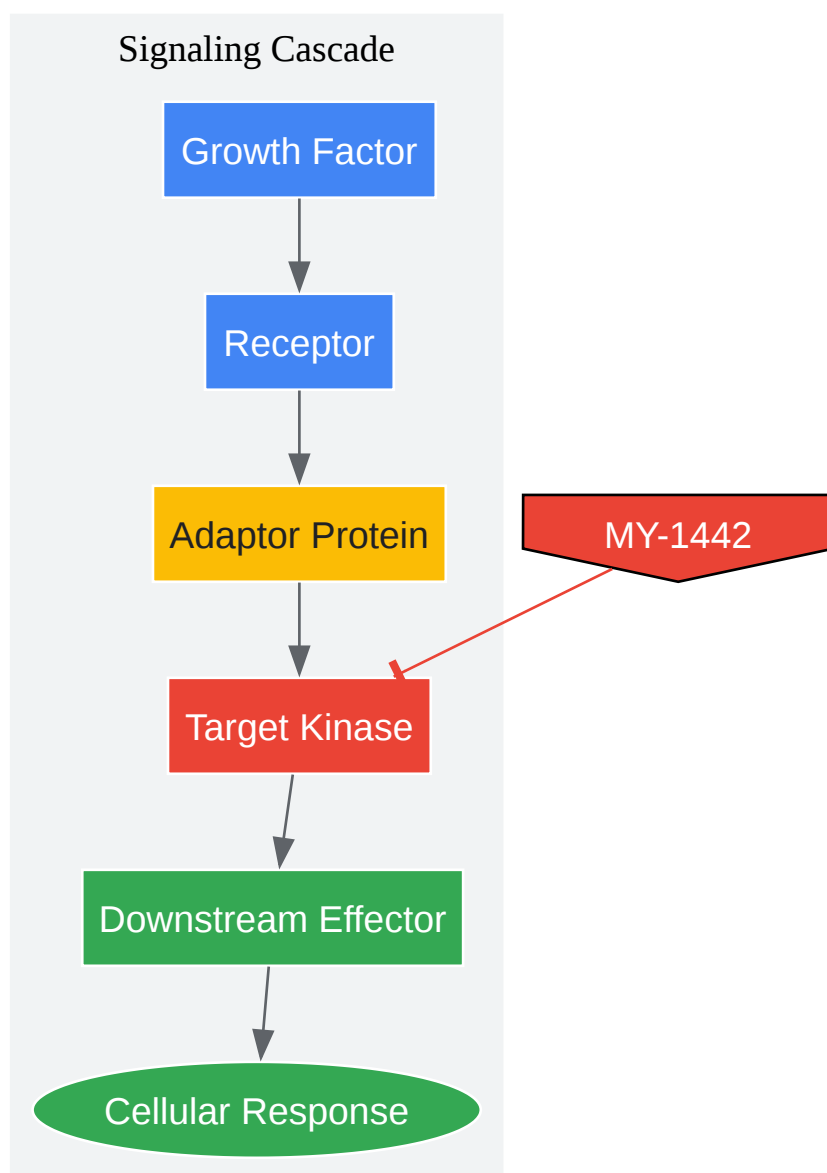 Signaling Cascade
Growth Factor
Receptor
Adaptor Protein
MY-1442
Target Kinase
Downstream Effector
Cellular Response